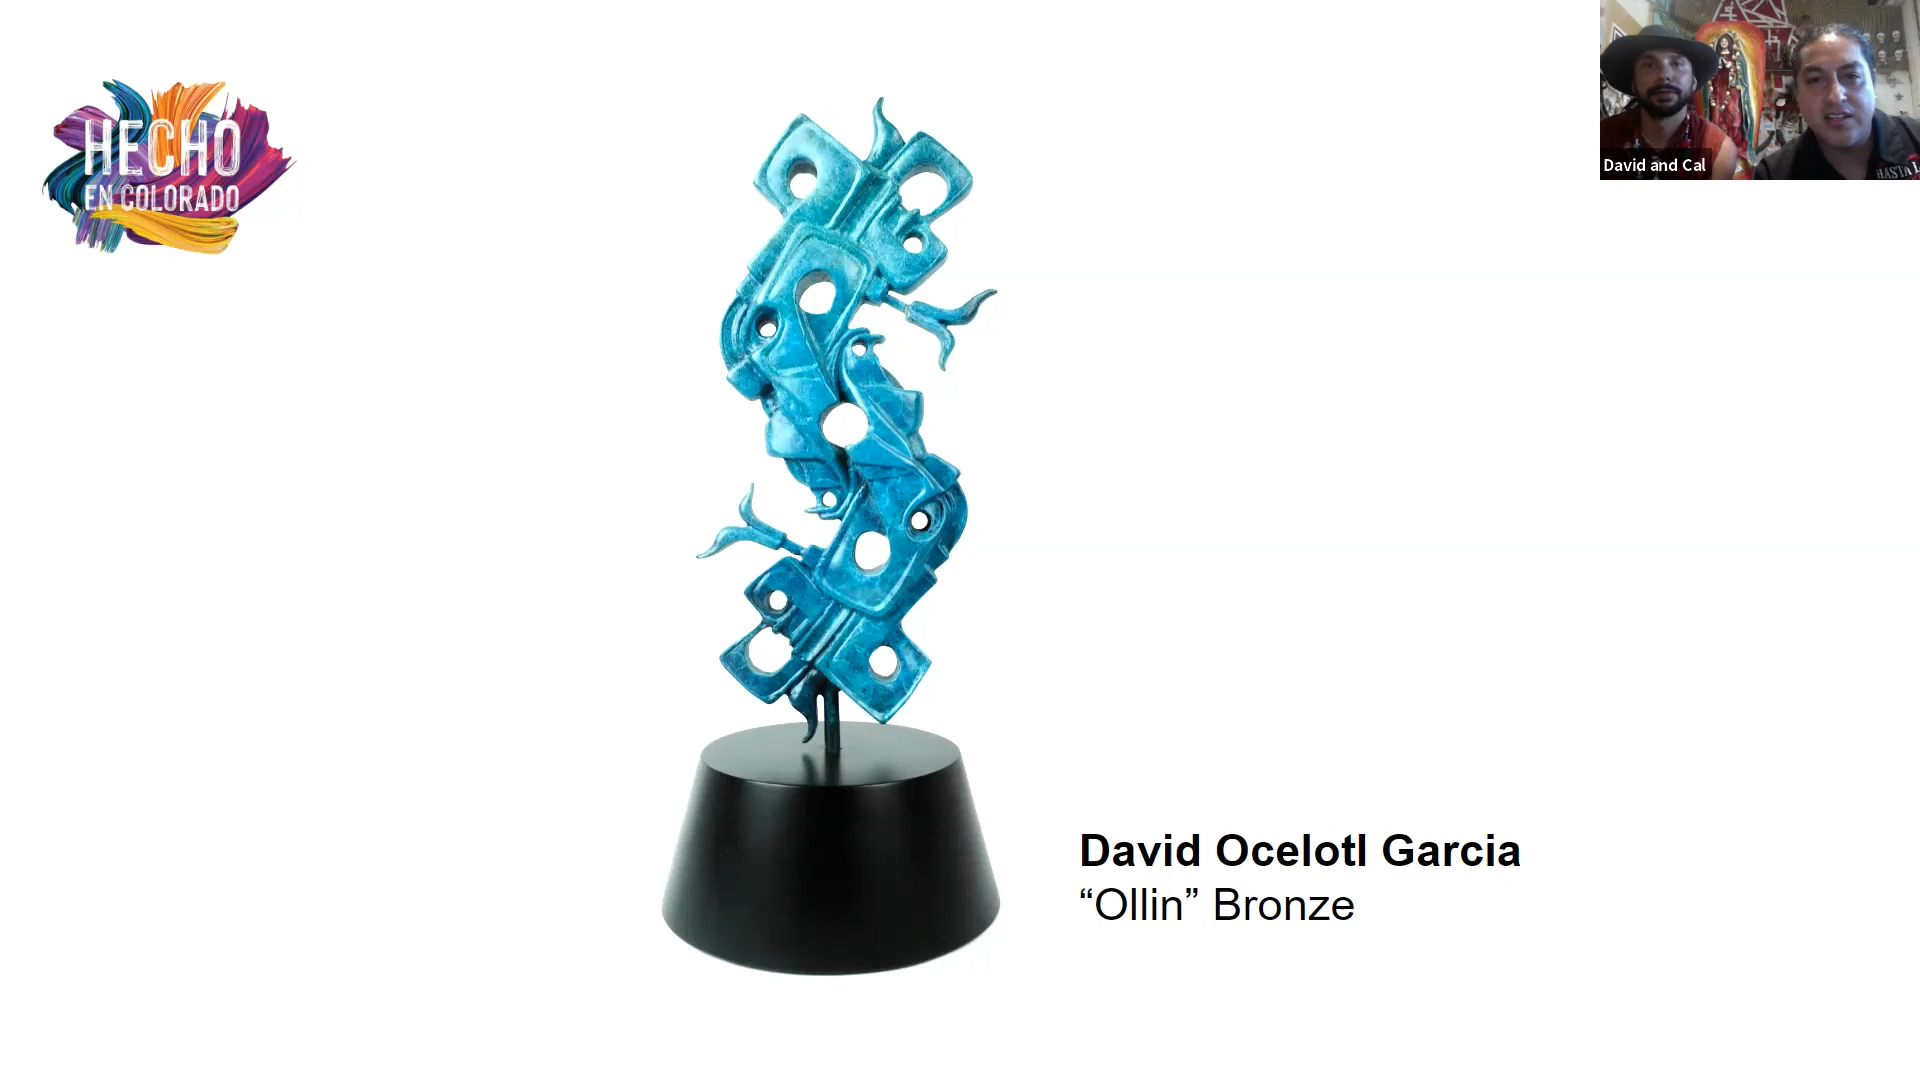 HECHO
EN COLORADO
David and Cal
David Ocelotl Garcia
“Ollin” Bronze